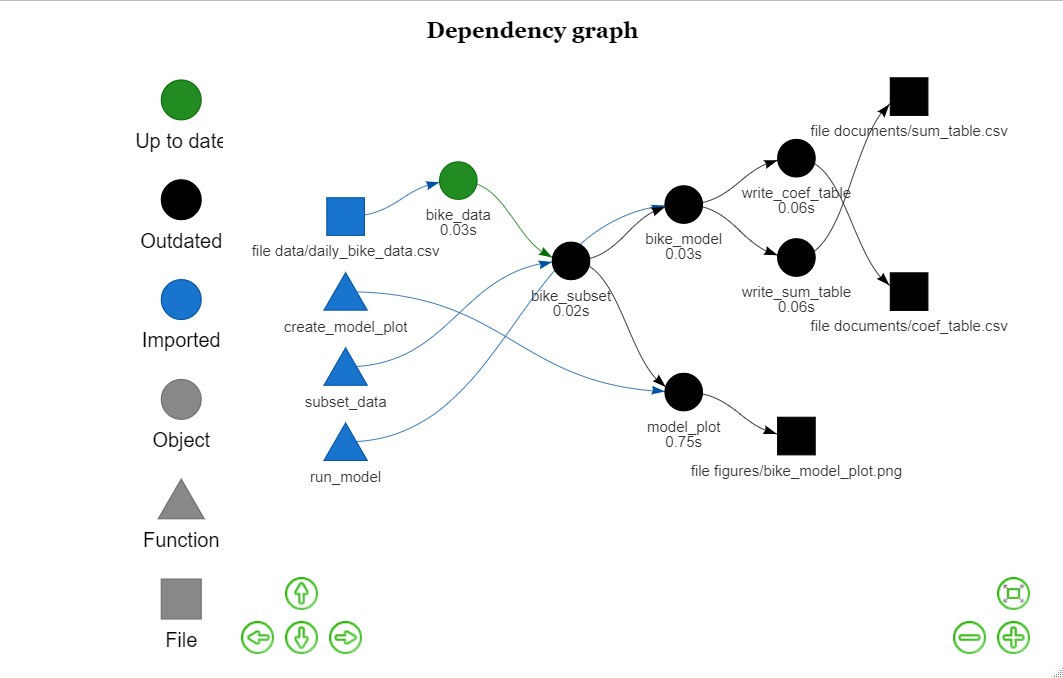 Dependency graph
Up to date
Outdated
Imported
Object
Function
File
file data/daily_bike_data.csv
create_model_plot
subset_data
run_model
bike_data
0.03s
bike_subset
0.02s
bike_model
0.03s
model_plot
0.75s
write_coef_table
0.06s
write_sum_table
0.06s
file figures/bike_model_plot.png
file documents/sum_table.csv
file documents/coef_table.csv